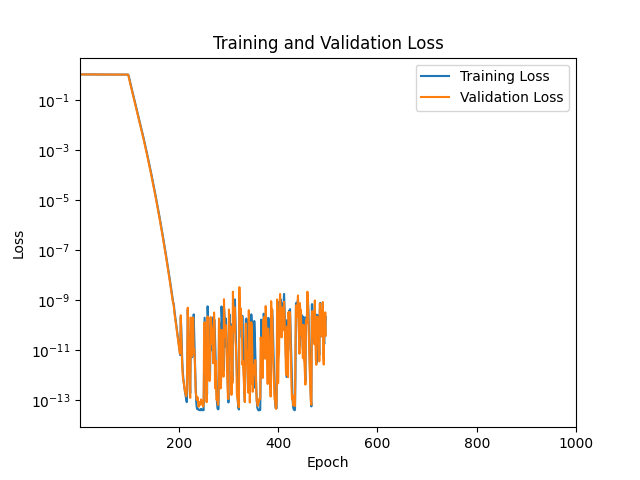 Training and Validation Loss
Training Loss
Validation Loss
Loss
10⁻¹
10⁻³
10⁻⁵
10⁻⁷
10⁻⁹
10⁻¹¹
10⁻¹³
200 400 600 800 1000
Epoch